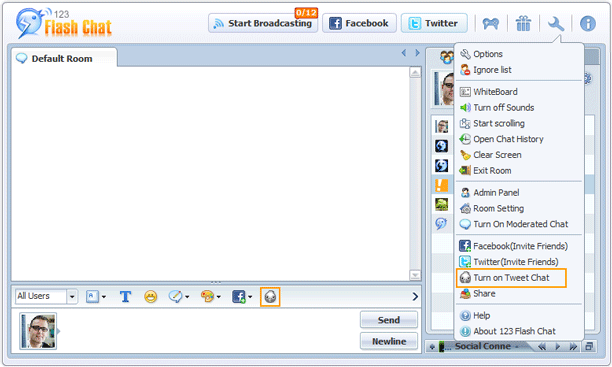 123
Flash Chat
Start Broadcasting
0/12
Facebook
Twitter
Default Room
Options
Ignore list
WhiteBoard
Turn off Sounds
Start scrolling
Open Chat History
Clear Screen
Exit Room
Admin Panel
Room Setting
Turn On Moderated Chat
Facebook(Invite Friends)
Twitter(Invite Friends)
Turn on Tweet Chat
Share
Help
About 123 Flash Chat
All Users
Send
Newline
... Social Conne